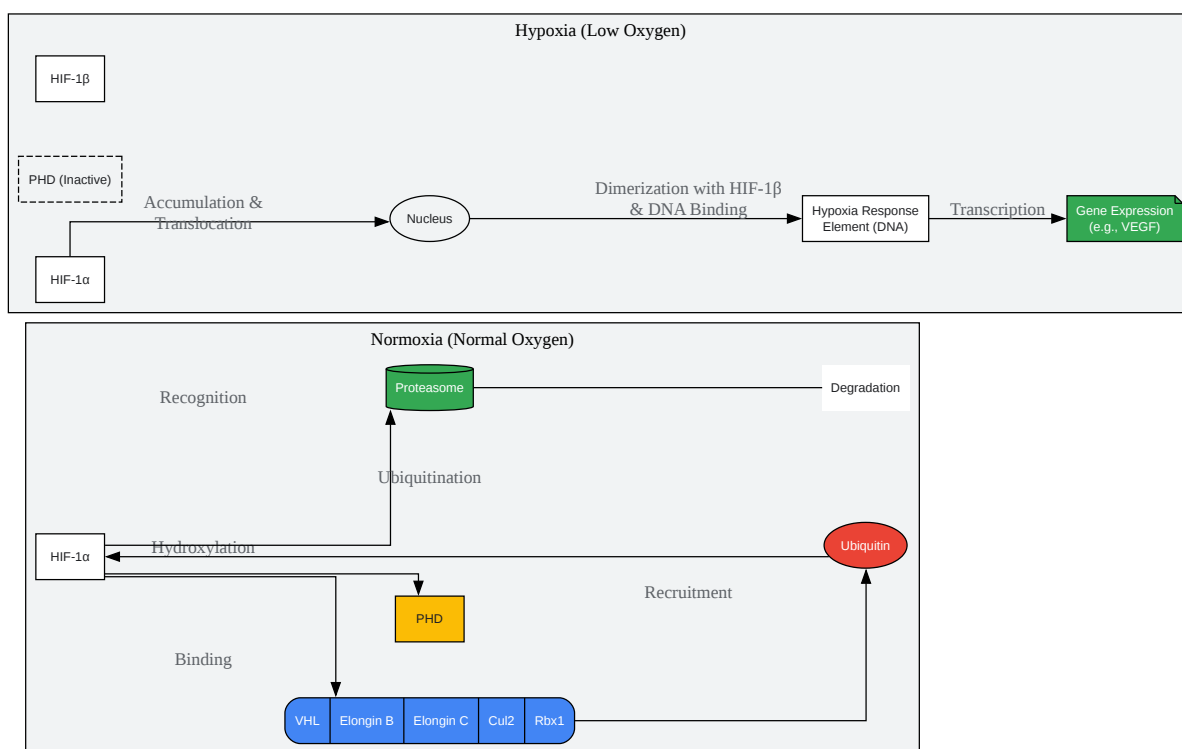 Hypoxia (Low Oxygen)
HIF-1β
PHD (Inactive)
Accumulation &
Translocation
Nucleus
Dimerization with HIF-1β
& DNA Binding
Hypoxia Response
Element (DNA)
Transcription
Gene Expression
(e.g., VEGF)
HIF-1α
Normoxia (Normal Oxygen)
Recognition
Proteasome
Degradation
Ubiquitination
HIF-1α
Hydroxylation
Ubiquitin
Recruitment
PHD
Binding
VHL
Elongin B
Elongin C
Cul2
Rbx1